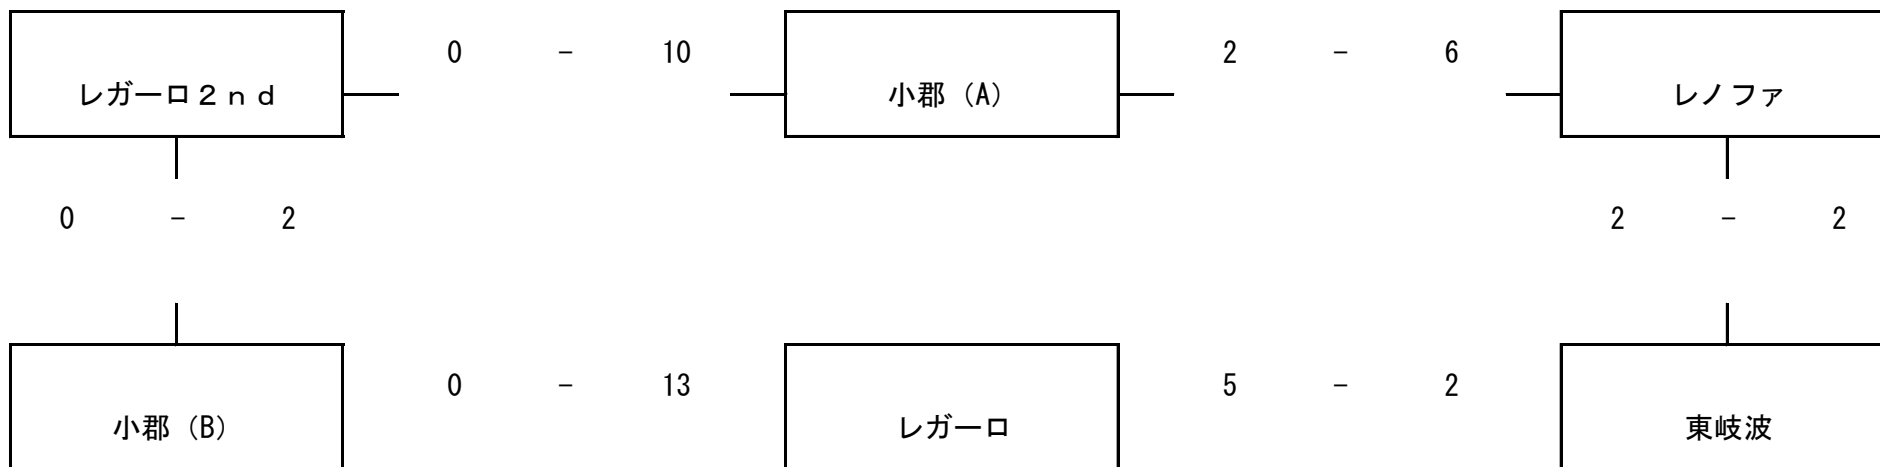 0 - 10 2 - 6
レガーロ2nd 小郡(A) レノファ
0 - 2 2 - 2
0 - 13 5 - 2
小郡(B) レガーロ 東岐波